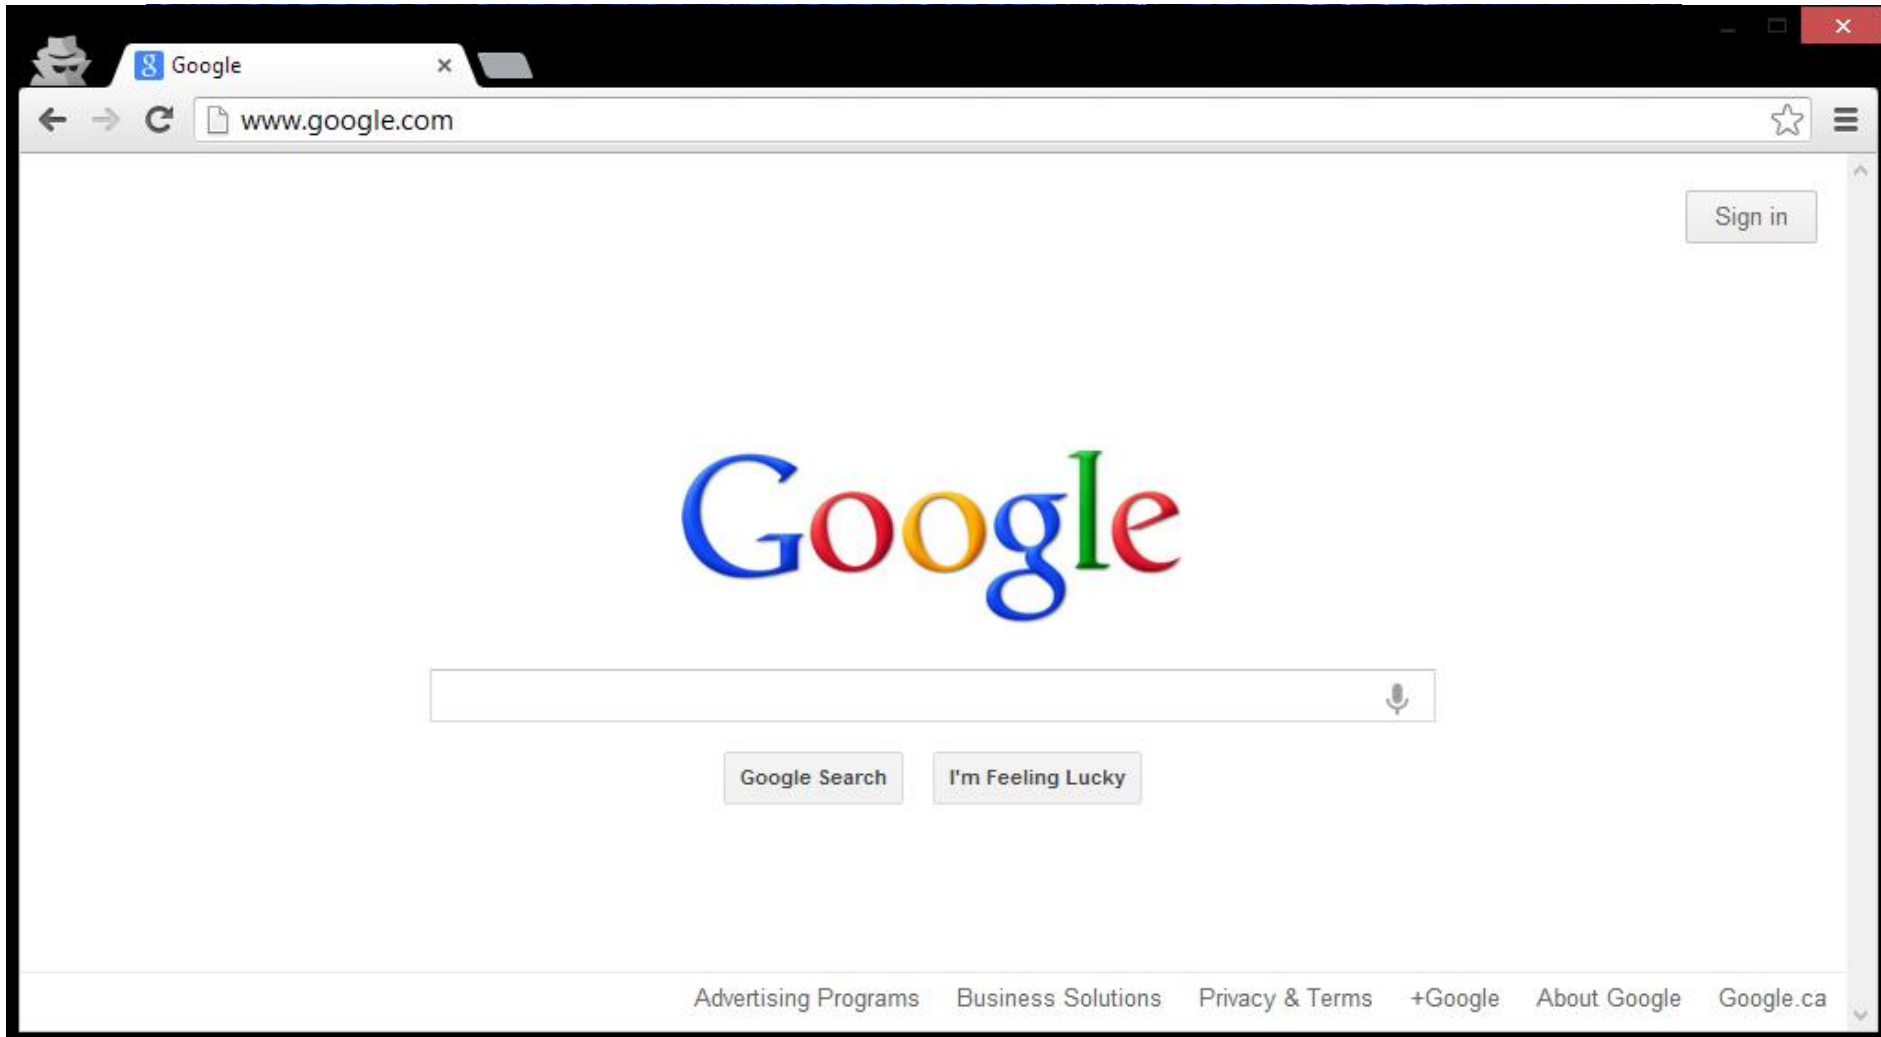 Google
www.google.com
Sign in
Google
Google Search I'm Feeling Lucky
Advertising Programs Business Solutions Privacy & Terms +Google About Google Google.ca